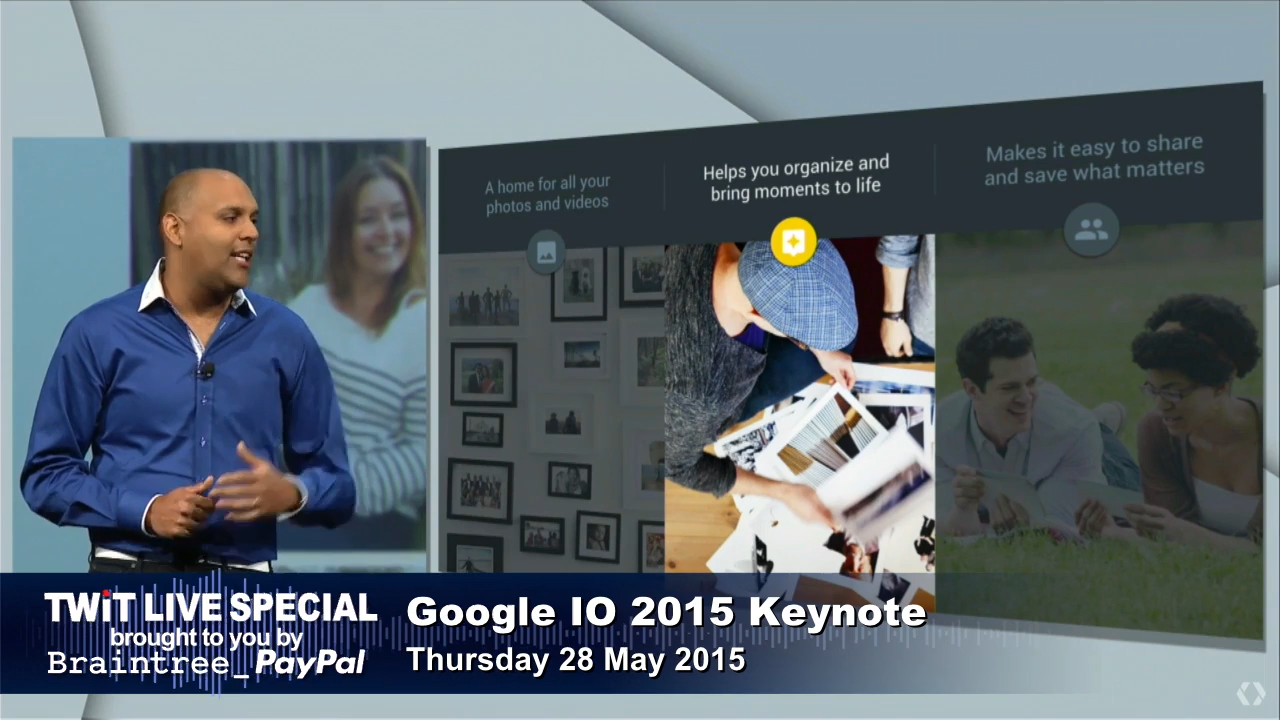 A home for all your
photos and videos
Helps you organize and
bring moments to life
Makes it easy to share
and save what matters
TWiT LIVE SPECIAL
brought to you by
Braintree_PayPal
Google IO 2015 Keynote
Thursday 28 May 2015